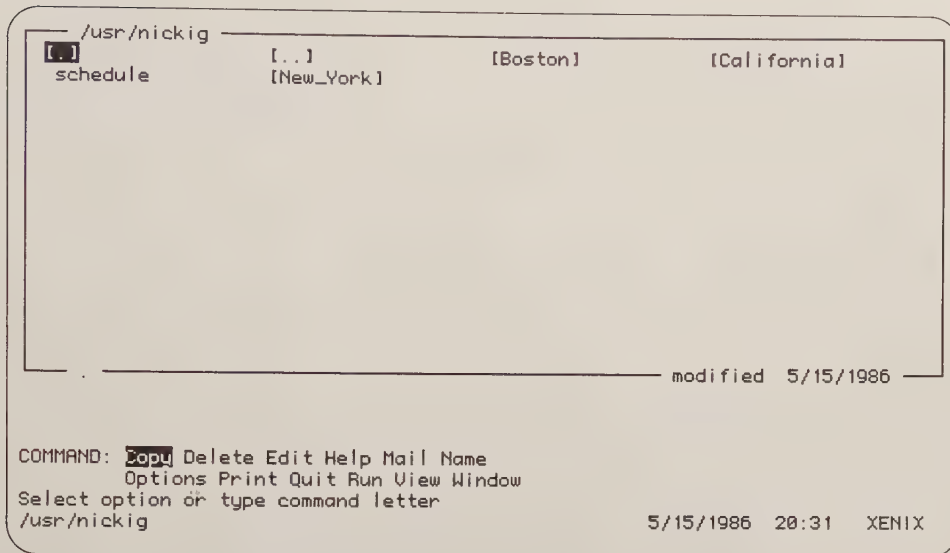 /usr/nickig
[.] [..] [Boston] [California]
schedule [New_York]
. modified 5/15/1986
COMMAND: Copy Delete Edit Help Mail Name
Options Print Quit Run View Window
Select option or type command letter
/usr/nickig 5/15/1986 20:31 XENIX